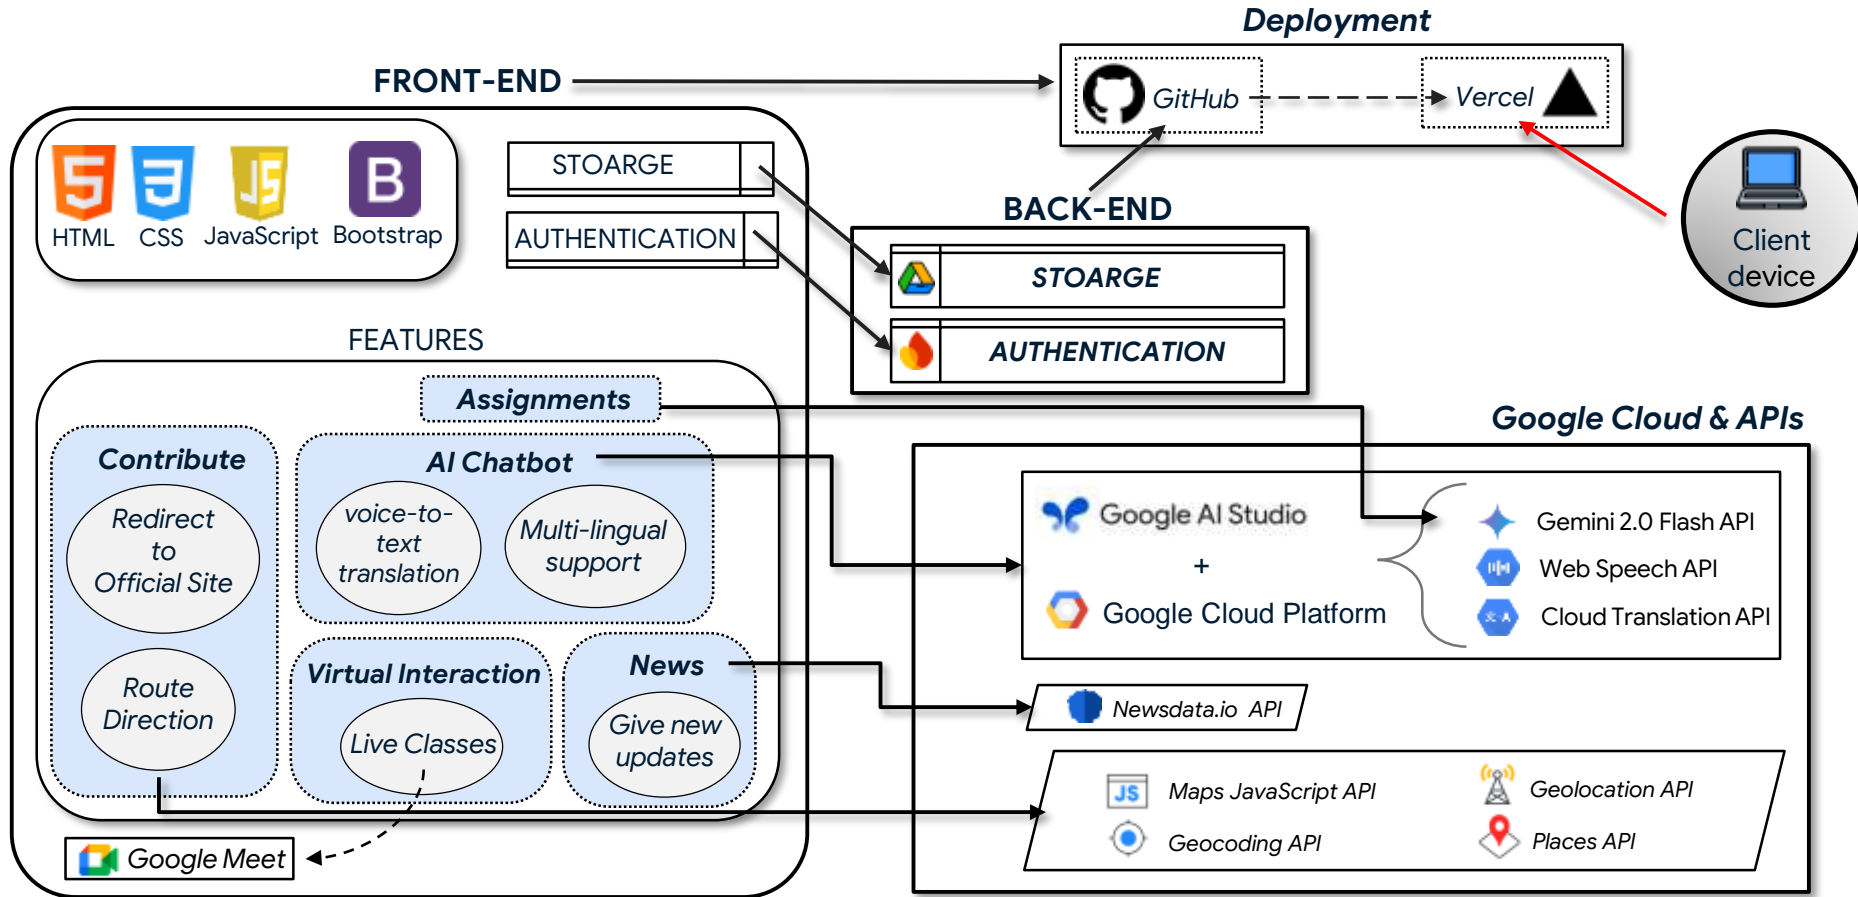 Deployment
FRONT-END
GitHub
Vercel
HTML
CSS
JavaScript
Bootstrap
STOARGE
AUTHENTICATION
BACK-END
STOARGE
AUTHENTICATION
Client
device
FEATURES
Assignments
Contribute
Redirect
to
Official Site
Route
Direction
AI Chatbot
voice-to-
text
translation
Multi-lingual
support
Virtual Interaction
Live Classes
News
Give new
updates
Google Meet
Google Cloud & APIs
Google AI Studio
+
Google Cloud Platform
Gemini 2.0 Flash API
Web Speech API
Cloud Translation API
Newsdata.io API
JS
Maps JavaScript API
Geolocation API
Geocoding API
Places API